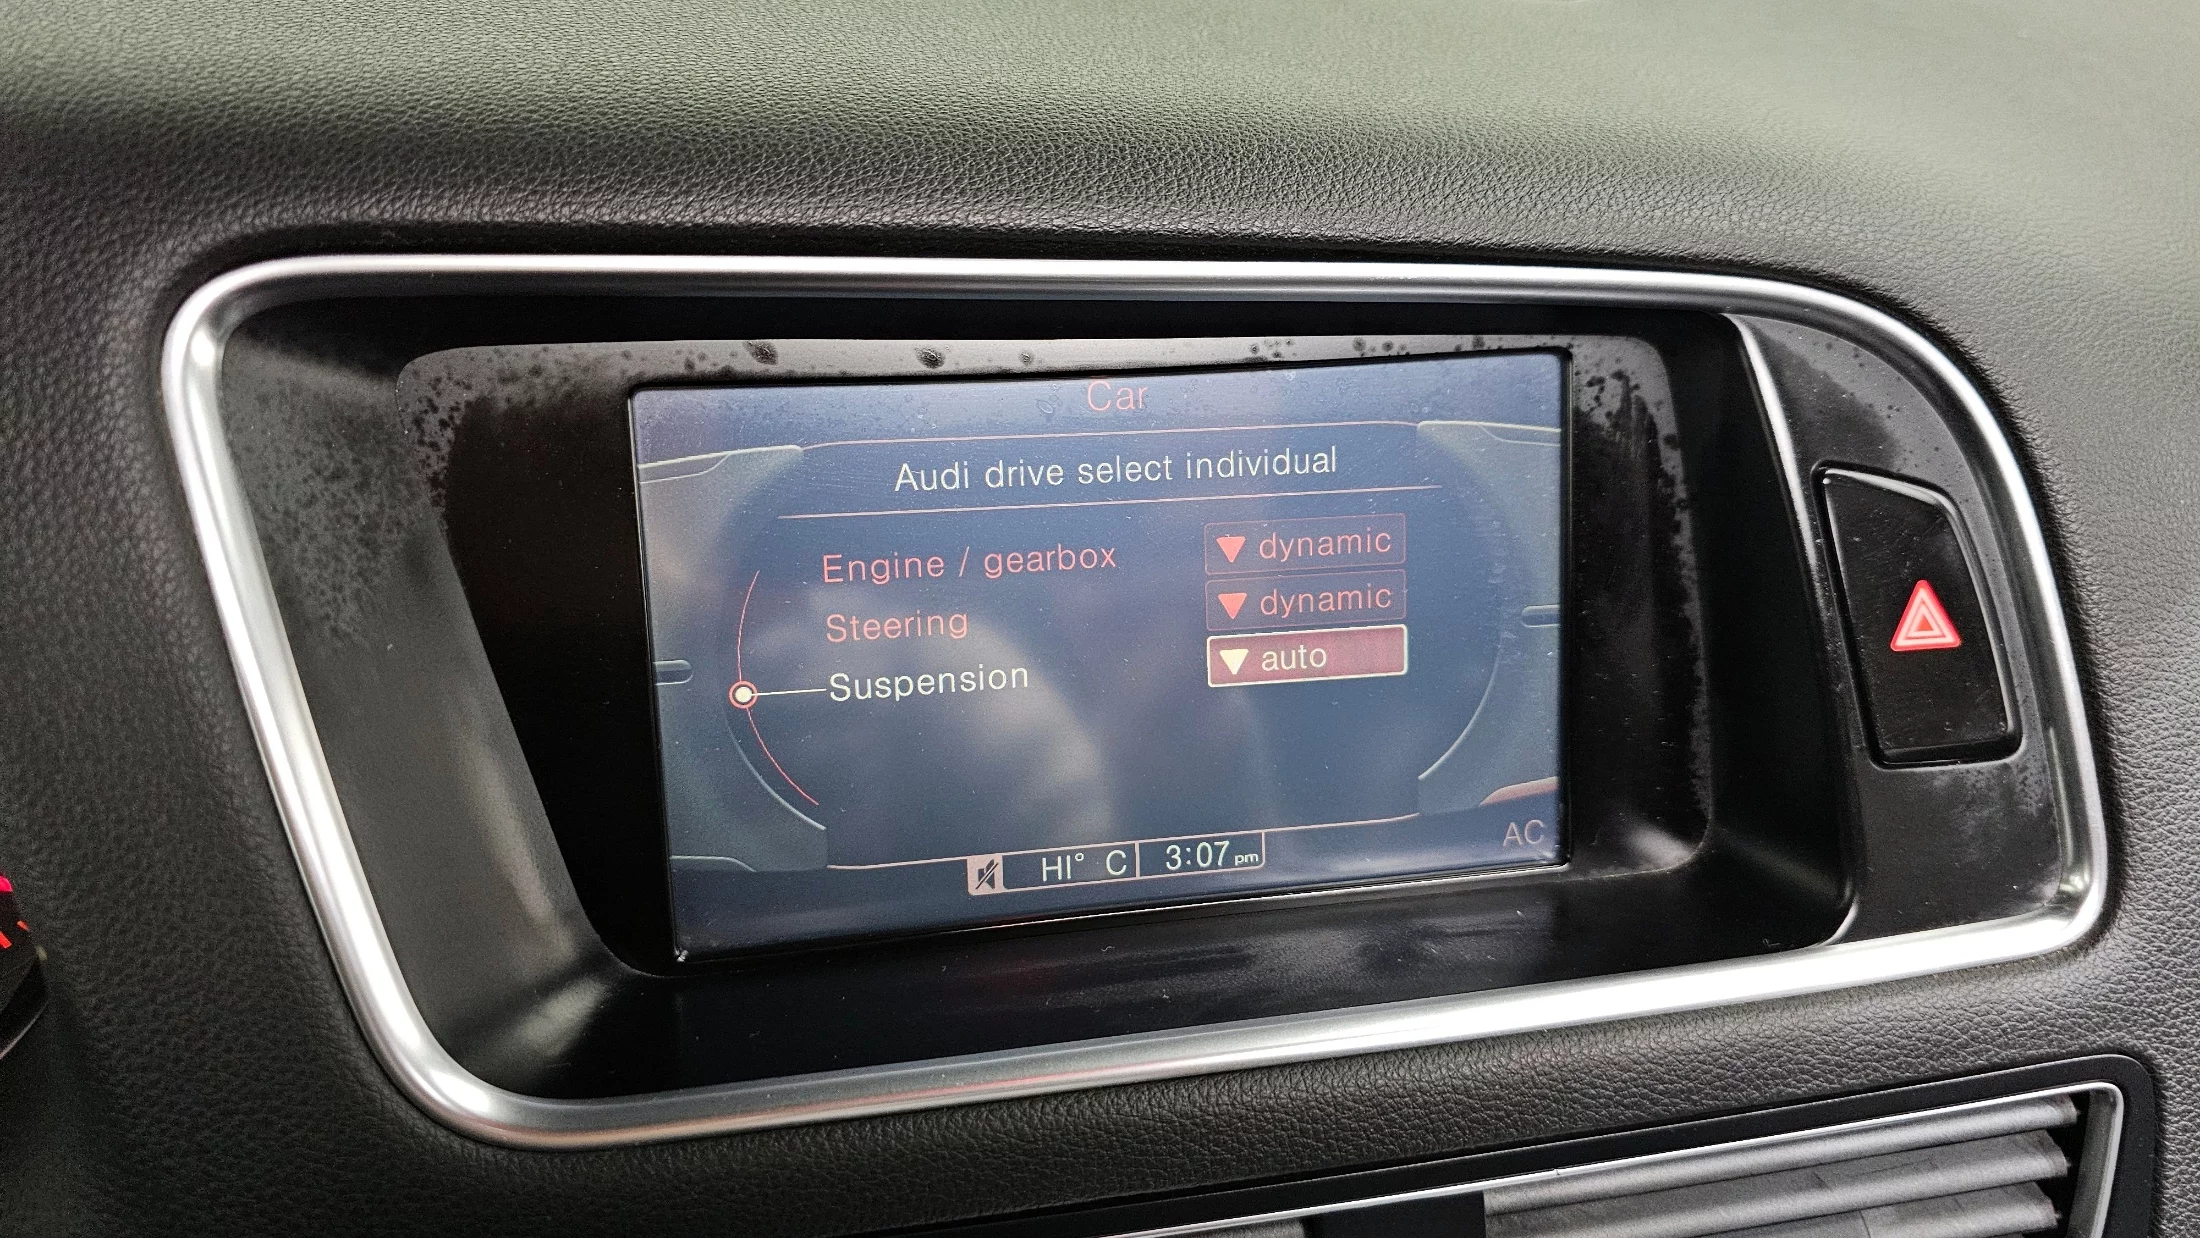 Car
Audi drive select individual
Engine / gearbox dynamic
Steering dynamic
Suspension auto
HI° C 3:07 pm
AC